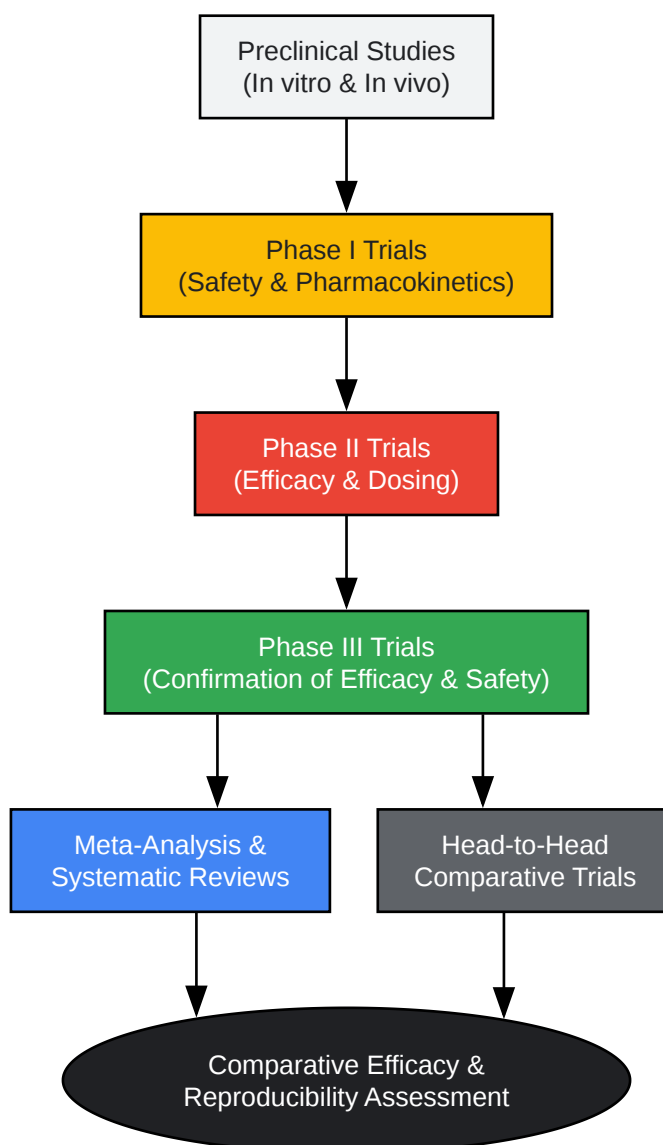 Preclinical Studies
(In vitro & In vivo)
Phase I Trials
(Safety & Pharmacokinetics)
Phase II Trials
(Efficacy & Dosing)
Phase III Trials
(Confirmation of Efficacy & Safety)
Meta-Analysis &
Systematic Reviews
Head-to-Head
Comparative Trials
Comparative Efficacy &
Reproducibility Assessment